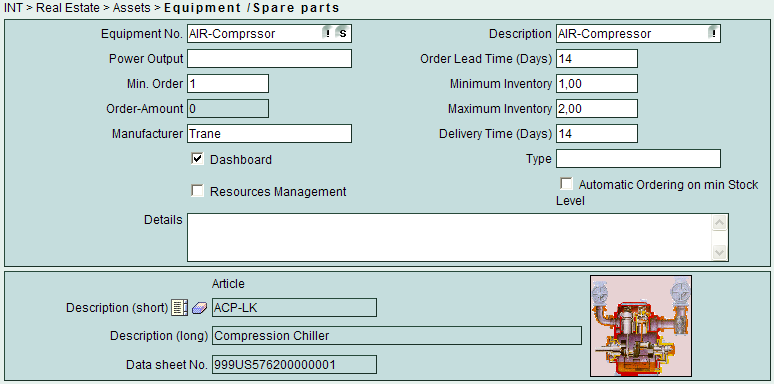 INT > Real Estate > Assets > Equipment / Spare parts
Equipment No. AIR-Comprssor ! S Description AIR-Compressor !
Power Output Order Lead Time (Days) 14
Min. Order 1 Minimum Inventory 1,00
Order-Amount 0 Maximum Inventory 2,00
Manufacturer Trane Delivery Time (Days) 14
Dashboard Type
Resources Management Automatic Ordering on min Stock
Level
Details
Article
Description (short) ACP-LK
Description (long) Compression Chiller
Data sheet No. 999US576200000001